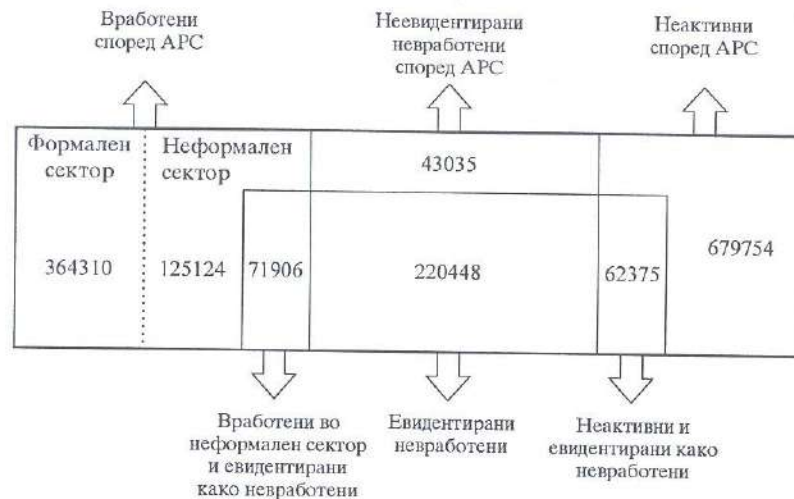 Вработени
според АРС
Неевидентирани
невработени
според АРС
Неактивни
според АРС
Формален
сектор
Неформален
сектор
43035
364310
125124
71906
220448
62375
679754
Вработени во
неформален сектор
и евидентирани
како невработени
Евидентирани
невработени
Неактивни и
евидентирани како
невработени